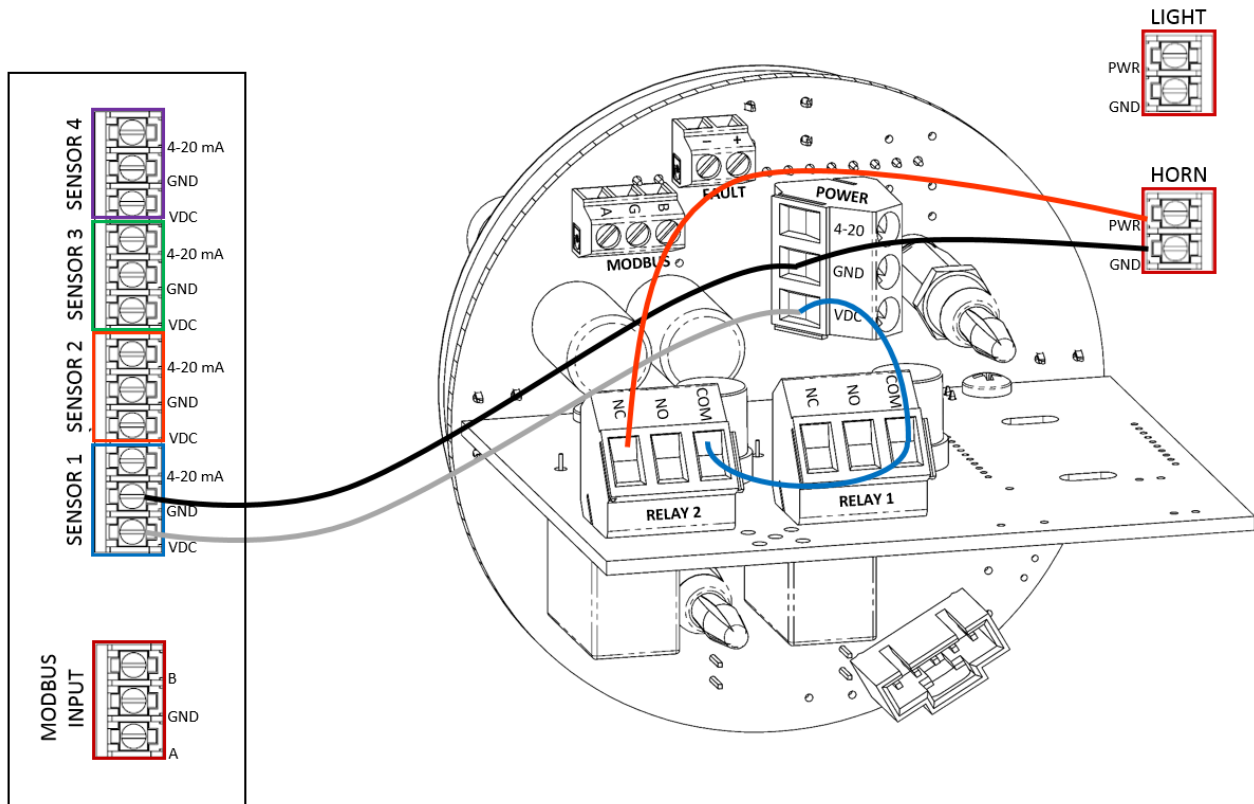 LIGHT
PWR
GND
HORN
PWR
GND
SENSOR 4
4-20 mA
GND
VDC
SENSOR 3
4-20 mA
GND
VDC
SENSOR 2
4-20 mA
GND
VDC
SENSOR 1
4-20 mA
GND
VDC
MODBUS
INPUT
B
GND
A
- +
FAULT
A G B
MODBUS
POWER
4-20
GND
VDC
NC NO COM
RELAY 2
NC NO COM
RELAY 1